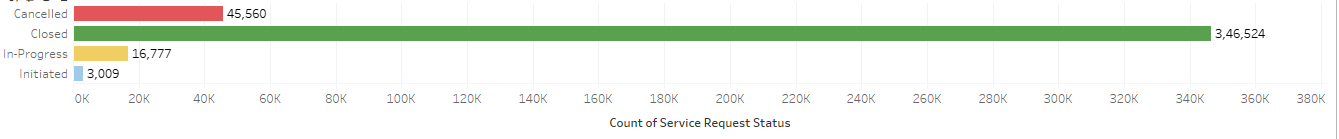 Cancelled 45,560
Closed 3,46,524
In-Progress 16,777
Initiated 3,009
0K 20K 40K 60K 80K 100K 120K 140K 160K 180K 200K 220K 240K 260K 280K 300K 320K 340K 360K 380K
Count of Service Request Status